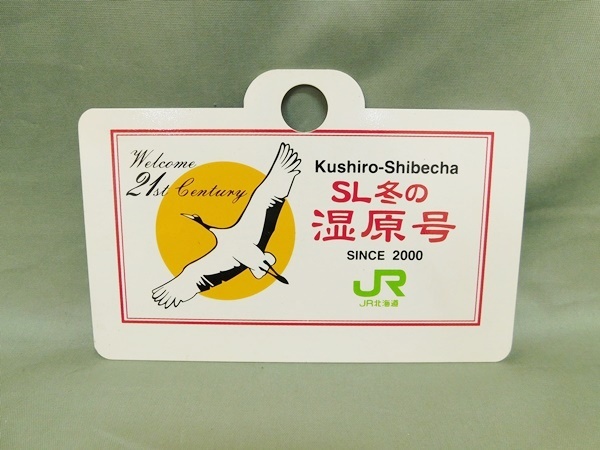 Welcome
21st Century
Kushiro-Shibecha
SL冬の
湿原号
SINCE 2000
JR
JR北海道